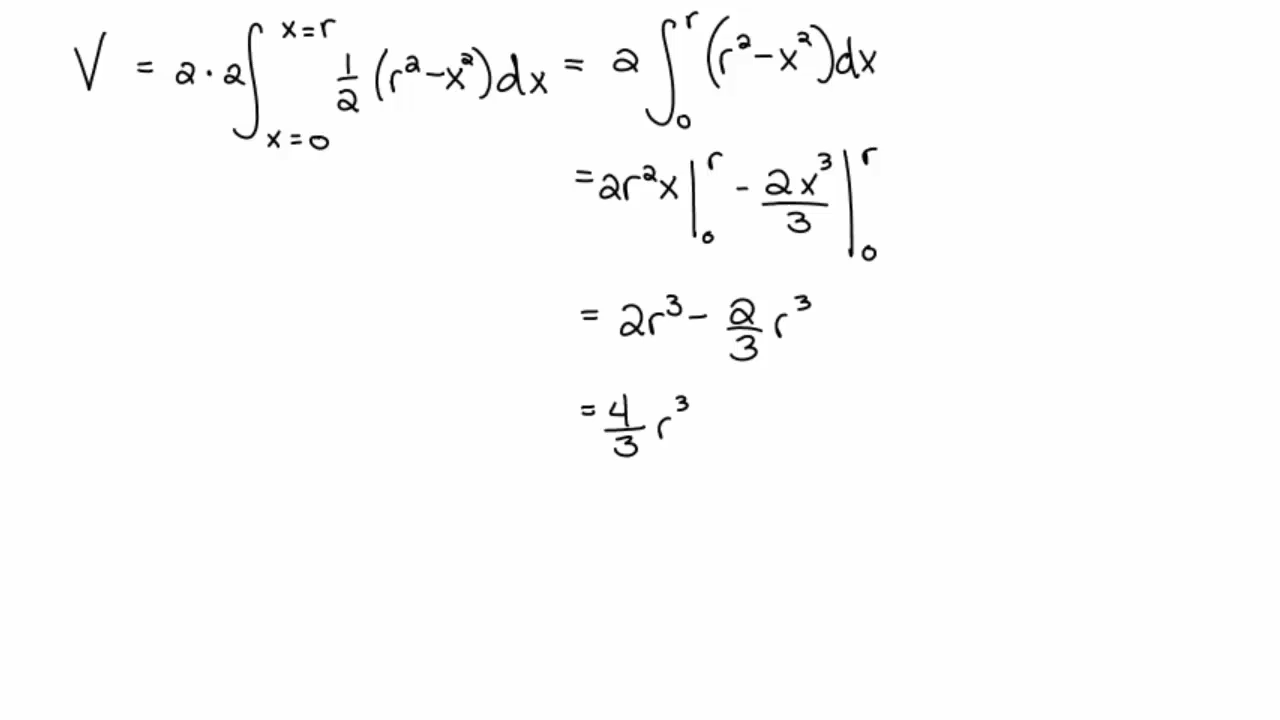 V = 2 · 2 ∫_{x=0}^{x=r} 1/2 (r² - x²) dx = 2 ∫_0^r (r² - x²) dx
= 2r²x |_0^r - 2x³/3 |_0^r
= 2r³ - 2/3 r³
= 4/3 r³